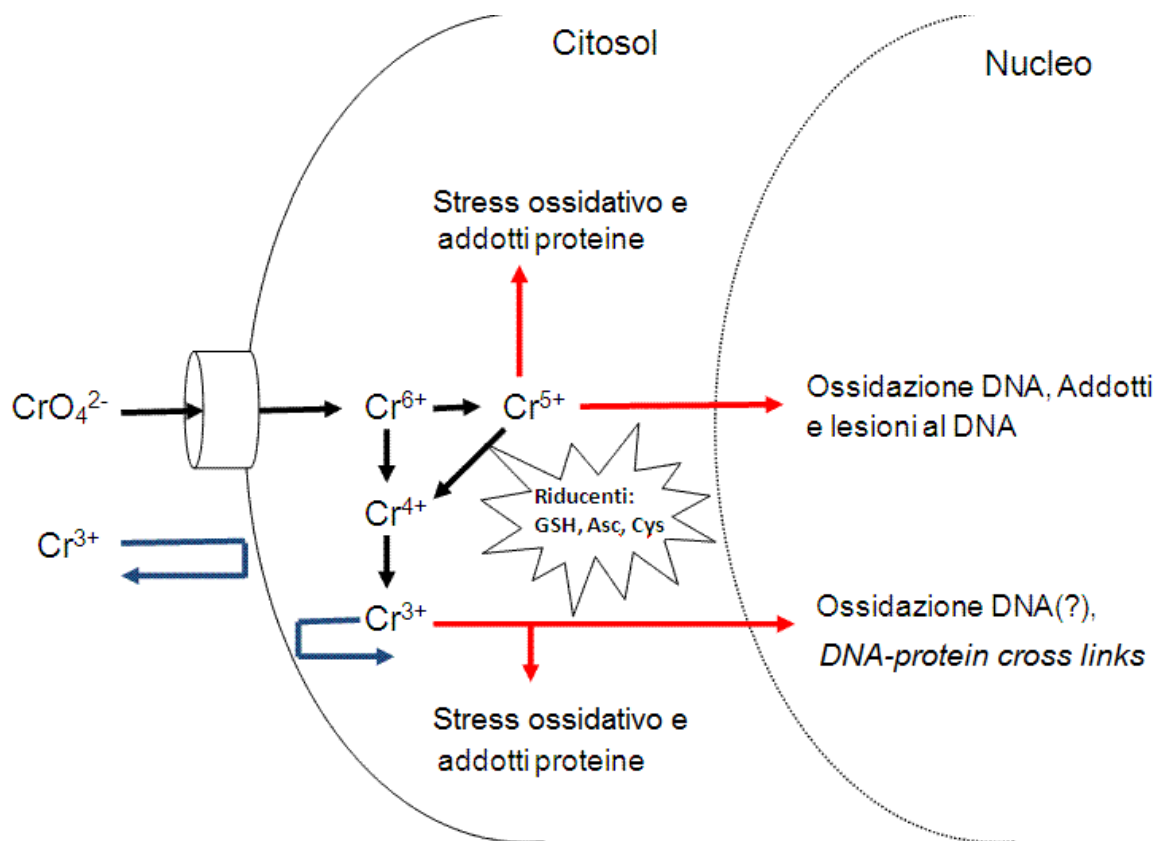 Citosol
Nucleo
Stress ossidativo e
addotti proteine
CrO₄²⁻
Cr⁶⁺
Cr⁵⁺
Ossidazione DNA, Addotti
e lesioni al DNA
Riducenti:
GSH, Asc, Cys
Cr⁴⁺
Cr³⁺
Cr³⁺
Ossidazione DNA(?),
DNA-protein cross links
Stress ossidativo e
addotti proteine